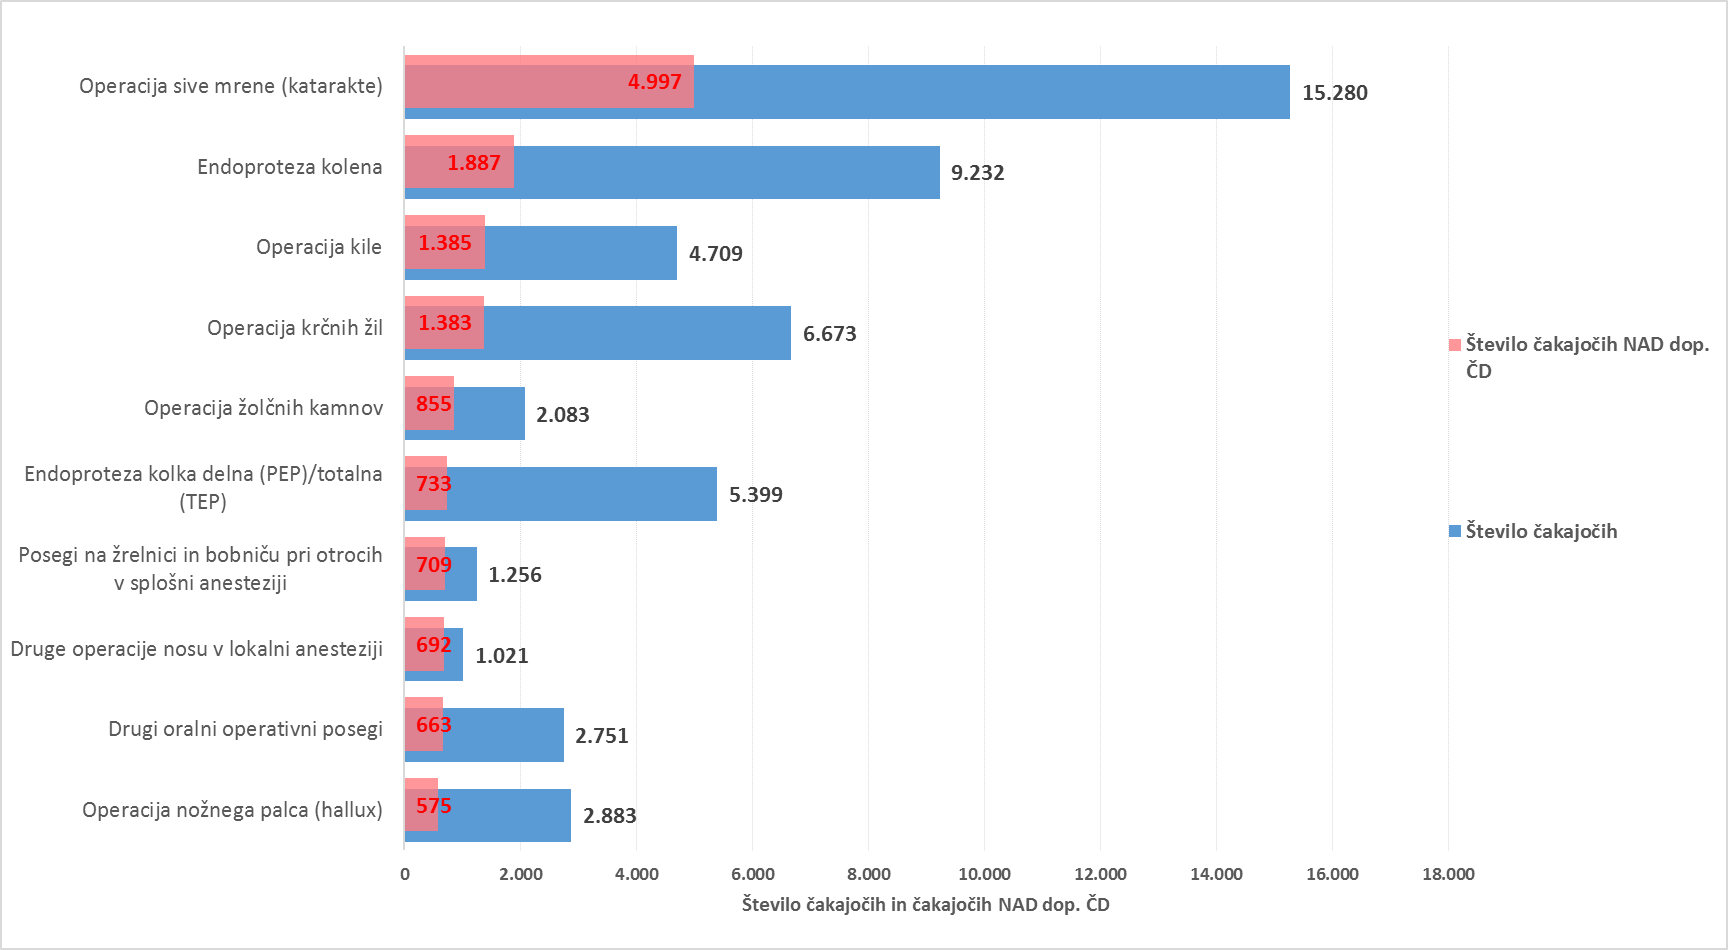 Operacija sive mrene (katarakte)
4.997
15.280
Endoproteza kolena
1.887
9.232
Operacija kile
1.385
4.709
Operacija krčnih žil
1.383
6.673
Operacija žolčnih kamnov
855
2.083
Endoproteza kolka delna (PEP)/totalna
(TEP)
733
5.399
Posegi na žrelnici in bobniču pri otrocih
v splošni anesteziji
709
1.256
Druge operacije nosu v lokalni anesteziji
692
1.021
Drugi oralni operativni posegi
663
2.751
Operacija nožnega palca (hallux)
575
2.883
0 2.000 4.000 6.000 8.000 10.000 12.000 14.000 16.000 18.000
Število čakajočih in čakajočih NAD dop. ČD
Število čakajočih NAD dop.
ČD
Število čakajočih